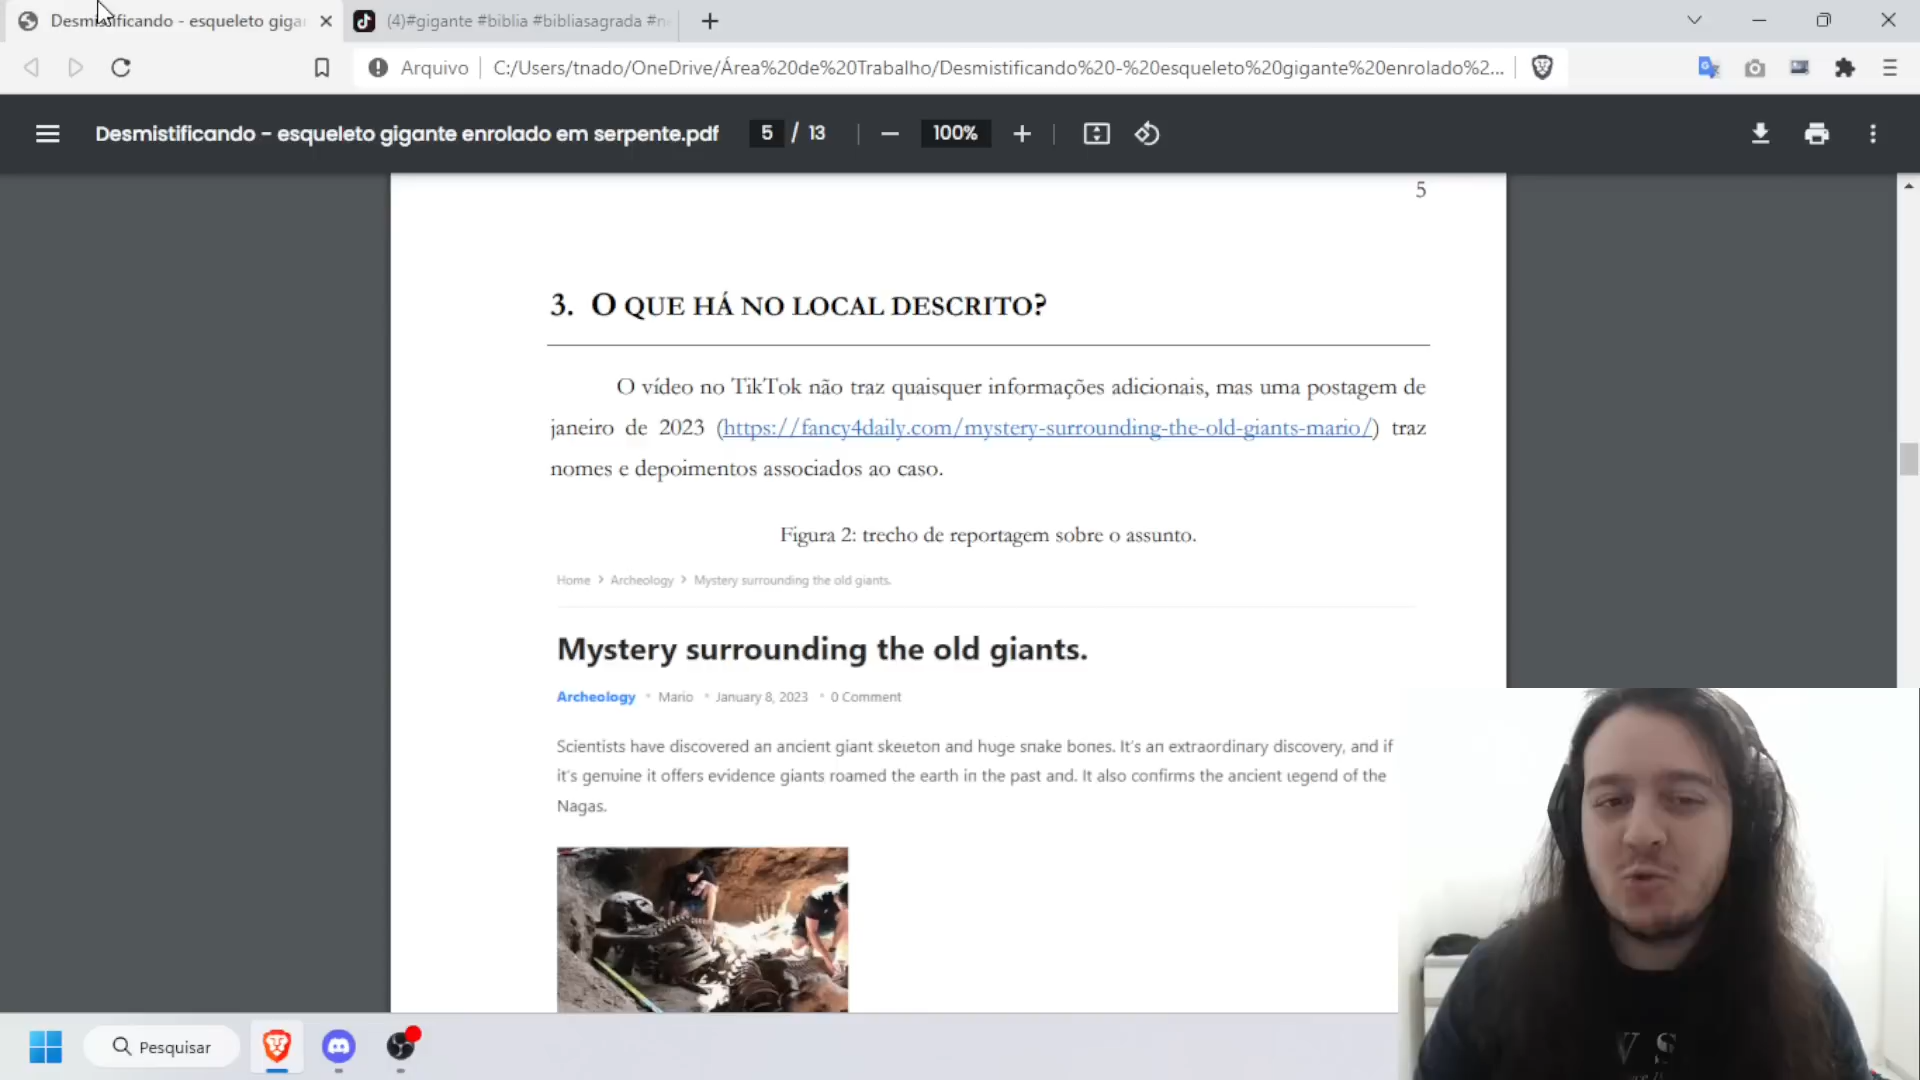 Desmistificando - esqueleto giga
(4)#gigante #biblia #bibliasagrada #n
Arquivo
C:/Users/tnado/OneDrive/Área%20de%20Trabalho/Desmistificando%20-%20esqueleto%20gigante%20enrolado%2...
Desmistificando - esqueleto gigante enrolado em serpente.pdf
5 / 13
100%
5
3. O QUE HÁ NO LOCAL DESCRITO?
O vídeo no TikTok não traz quaisquer informações adicionais, mas uma postagem de
janeiro de 2023 (https://fancy4daily.com/mystery-surrounding-the-old-giants-mario/) traz
nomes e depoimentos associados ao caso.
Figura 2: trecho de reportagem sobre o assunto.
Home > Archeology > Mystery surrounding the old giants.
Mystery surrounding the old giants.
Archeology • Mario • January 8, 2023 • 0 Comment
Scientists have discovered an ancient giant skeleton and huge snake bones. It's an extraordinary discovery, and if
it's genuine it offers evidence giants roamed the earth in the past and. It also confirms the ancient legend of the
Nagas.
Pesquisar